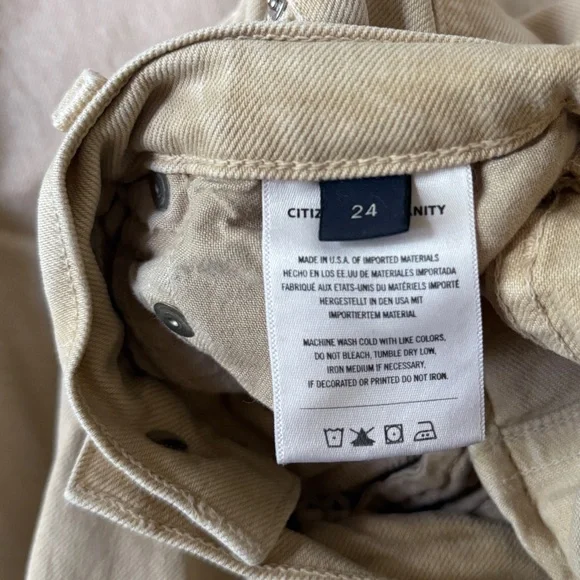 CITIZ
24
ANITY
MADE IN U.S.A. OF IMPORTED MATERIALS
HECHO EN LOS EE.UU DE MATERIALES IMPORTADA
FABRIQUÉ AUX ETATS-UNIS DU MATÉRIELS IMPORTÉ
HERGESTELLT IN DEN USA MIT
IMPORTIERTEM MATERIAL
MACHINE WASH COLD WITH LIKE COLORS,
DO NOT BLEACH, TUMBLE DRY LOW,
IRON MEDIUM IF NECESSARY,
IF DECORATED OR PRINTED DO NOT IRON.